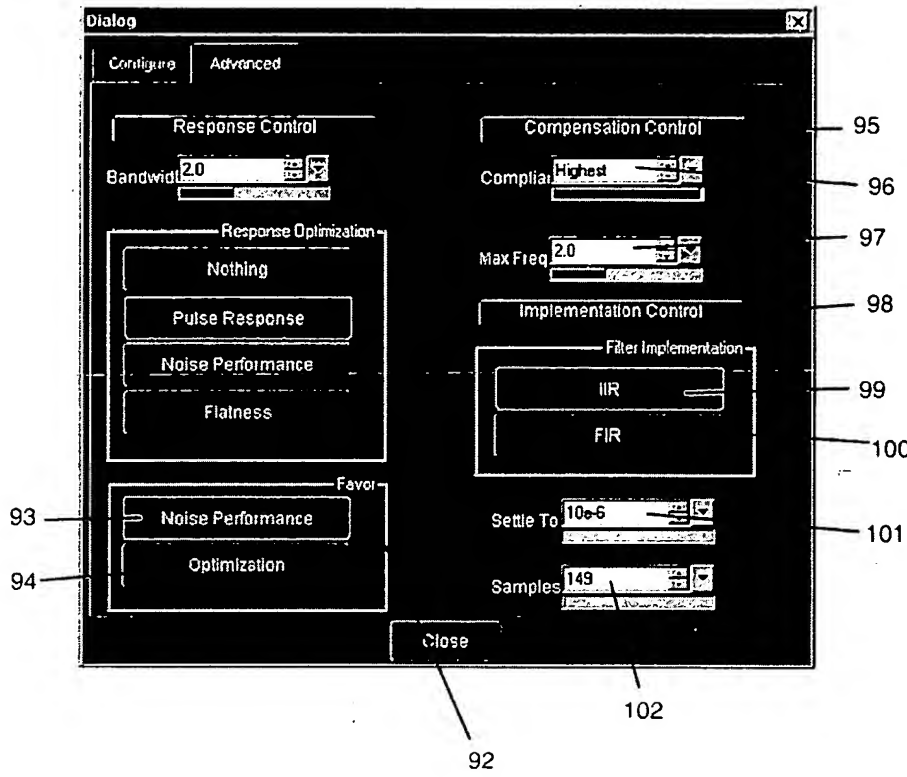 Dialog
Configure Advanced
Response Control
Bandwidt 2.0
Response Optimization
Nothing
Pulse Response
Noise Performance
Flatness
Favor
Noise Performance
Optimization
Compensation Control
Complian Highest
Max Freq. 2.0
Implementation Control
Filter Implementation
IIR
FIR
Settle To 10e-6
Samples 149
Close
93
94
95
96
97
98
99
100
101
102
92